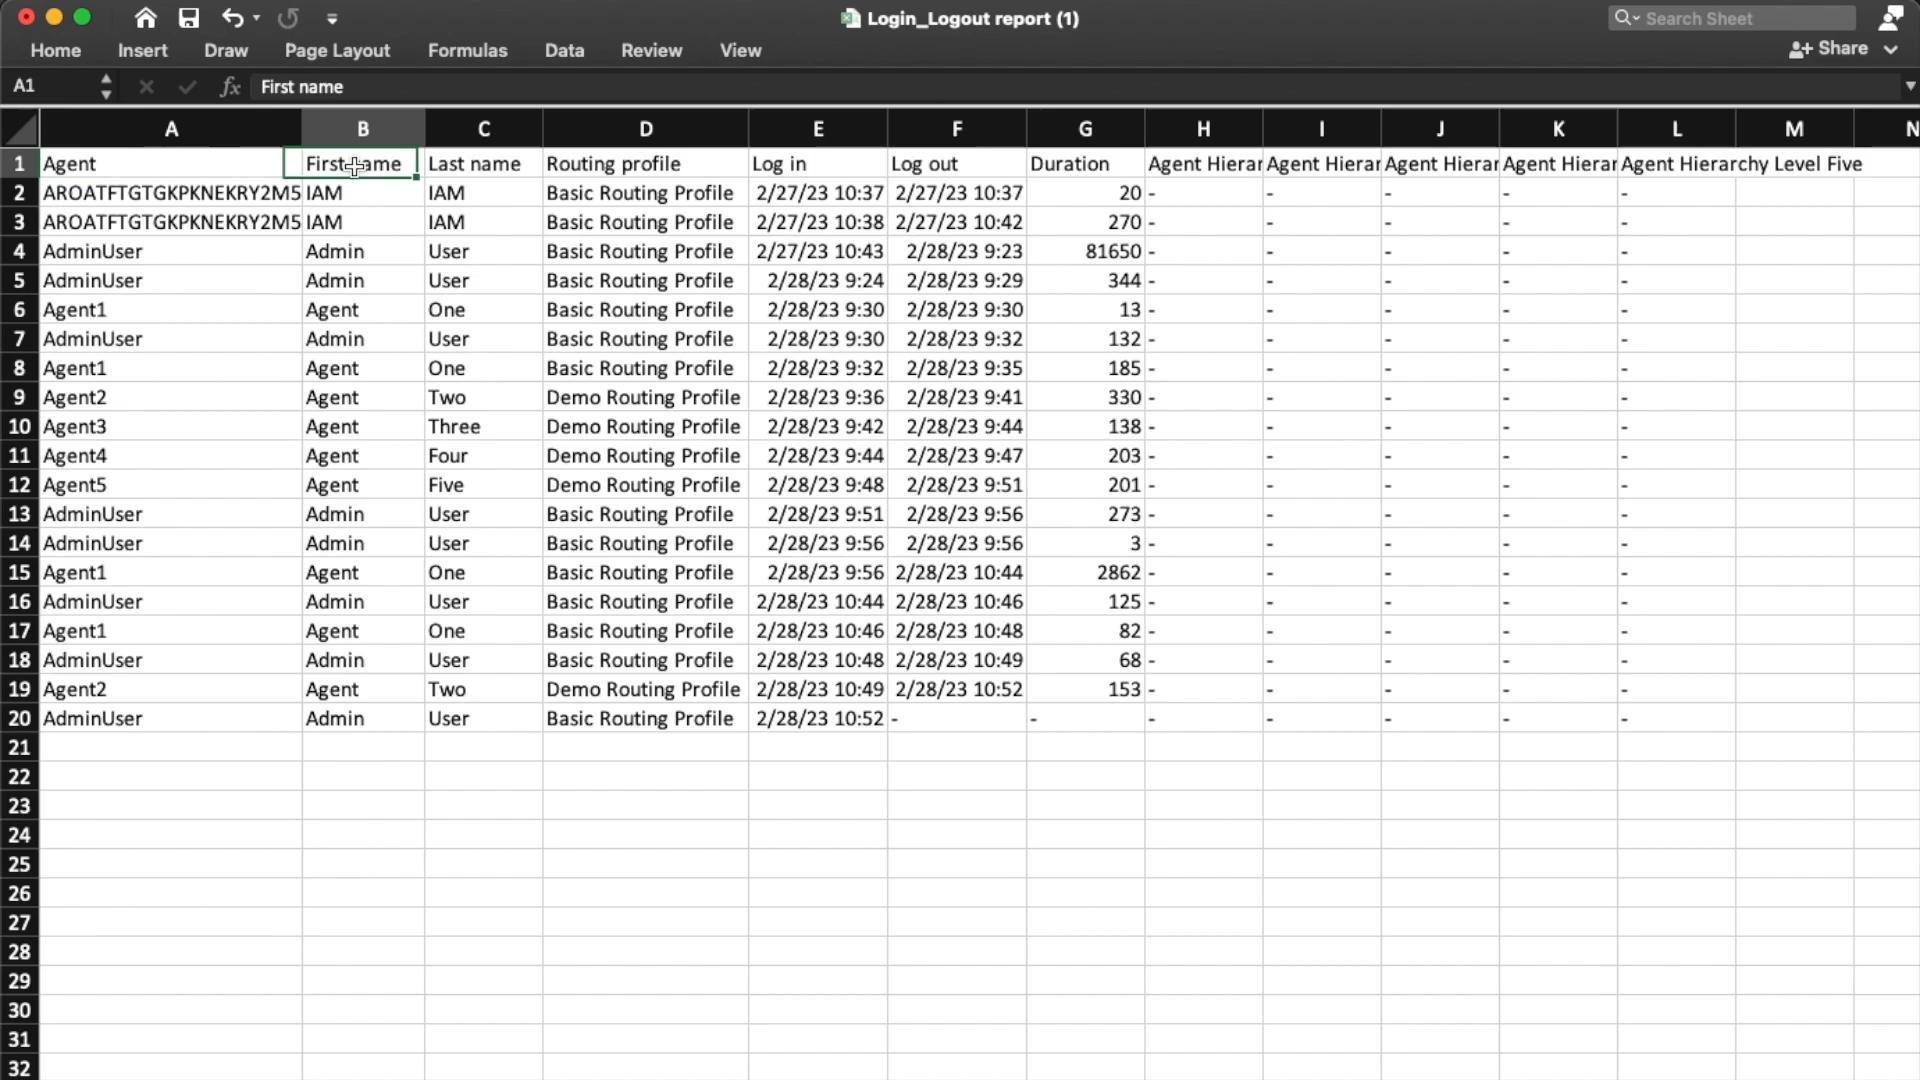 Login_Logout report (1)
Search Sheet
Home Insert Draw Page Layout Formulas Data Review View
Share
A1 fx First name
A B C D E F G H I J K L M N
1 Agent First name Last name Routing profile Log in Log out Duration Agent Hierar Agent Hierar Agent Hierar Agent Hierar Agent Hierarchy Level Five
2 AROATFTGTGKPKNEKRY2M5 IAM IAM Basic Routing Profile 2/27/23 10:37 2/27/23 10:37 20 - - - - -
3 AROATFTGTGKPKNEKRY2M5 IAM IAM Basic Routing Profile 2/27/23 10:38 2/27/23 10:42 270 - - - - -
4 AdminUser Admin User Basic Routing Profile 2/27/23 10:43 2/28/23 9:23 81650 - - - - -
5 AdminUser Admin User Basic Routing Profile 2/28/23 9:24 2/28/23 9:29 344 - - - - -
6 Agent1 Agent One Basic Routing Profile 2/28/23 9:30 2/28/23 9:30 13 - - - - -
7 AdminUser Admin User Basic Routing Profile 2/28/23 9:30 2/28/23 9:32 132 - - - - -
8 Agent1 Agent One Basic Routing Profile 2/28/23 9:32 2/28/23 9:35 185 - - - - -
9 Agent2 Agent Two Demo Routing Profile 2/28/23 9:36 2/28/23 9:41 330 - - - - -
10 Agent3 Agent Three Demo Routing Profile 2/28/23 9:42 2/28/23 9:44 138 - - - - -
11 Agent4 Agent Four Demo Routing Profile 2/28/23 9:44 2/28/23 9:47 203 - - - - -
12 Agent5 Agent Five Demo Routing Profile 2/28/23 9:48 2/28/23 9:51 201 - - - - -
13 AdminUser Admin User Basic Routing Profile 2/28/23 9:51 2/28/23 9:56 273 - - - - -
14 AdminUser Admin User Basic Routing Profile 2/28/23 9:56 2/28/23 9:56 3 - - - - -
15 Agent1 Agent One Basic Routing Profile 2/28/23 9:56 2/28/23 10:44 2862 - - - - -
16 AdminUser Admin User Basic Routing Profile 2/28/23 10:44 2/28/23 10:46 125 - - - - -
17 Agent1 Agent One Basic Routing Profile 2/28/23 10:46 2/28/23 10:48 82 - - - - -
18 AdminUser Admin User Basic Routing Profile 2/28/23 10:48 2/28/23 10:49 68 - - - - -
19 Agent2 Agent Two Demo Routing Profile 2/28/23 10:49 2/28/23 10:52 153 - - - - -
20 AdminUser Admin User Basic Routing Profile 2/28/23 10:52 - - - - - - -
21
22
23
24
25
26
27
28
29
30
31
32